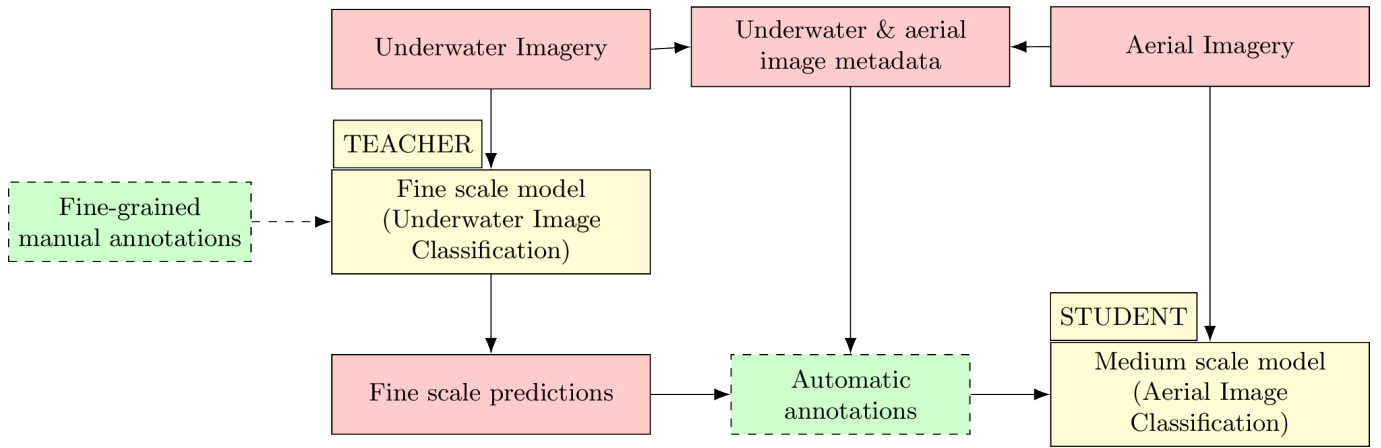 Underwater Imagery
Underwater & aerial
image metadata
Aerial Imagery
TEACHER
Fine scale model
(Underwater Image
Classification)
Fine-grained
manual annotations
STUDENT
Fine scale predictions
Automatic
annotations
Medium scale model
(Aerial Image
Classification)